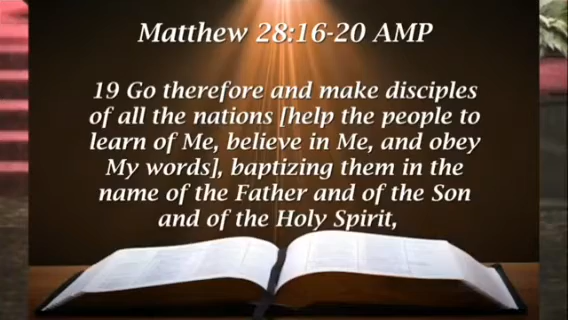 Matthew 28:16-20 AMP
19 Go therefore and make disciples
of all the nations [help the people to
learn of Me, believe in Me, and obey
My words], baptizing them in the
name of the Father and of the Son
and of the Holy Spirit,